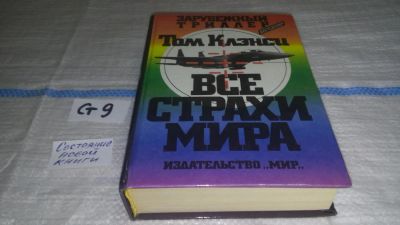 ЗАРУБЕЖНЫЙ
ТРИЛЛЕР
Том Клэнси
ВСЕ
СТРАХИ
МИРА
ИЗДАТЕЛЬСТВО „МИР„
G 9
Состояние
новой
книги